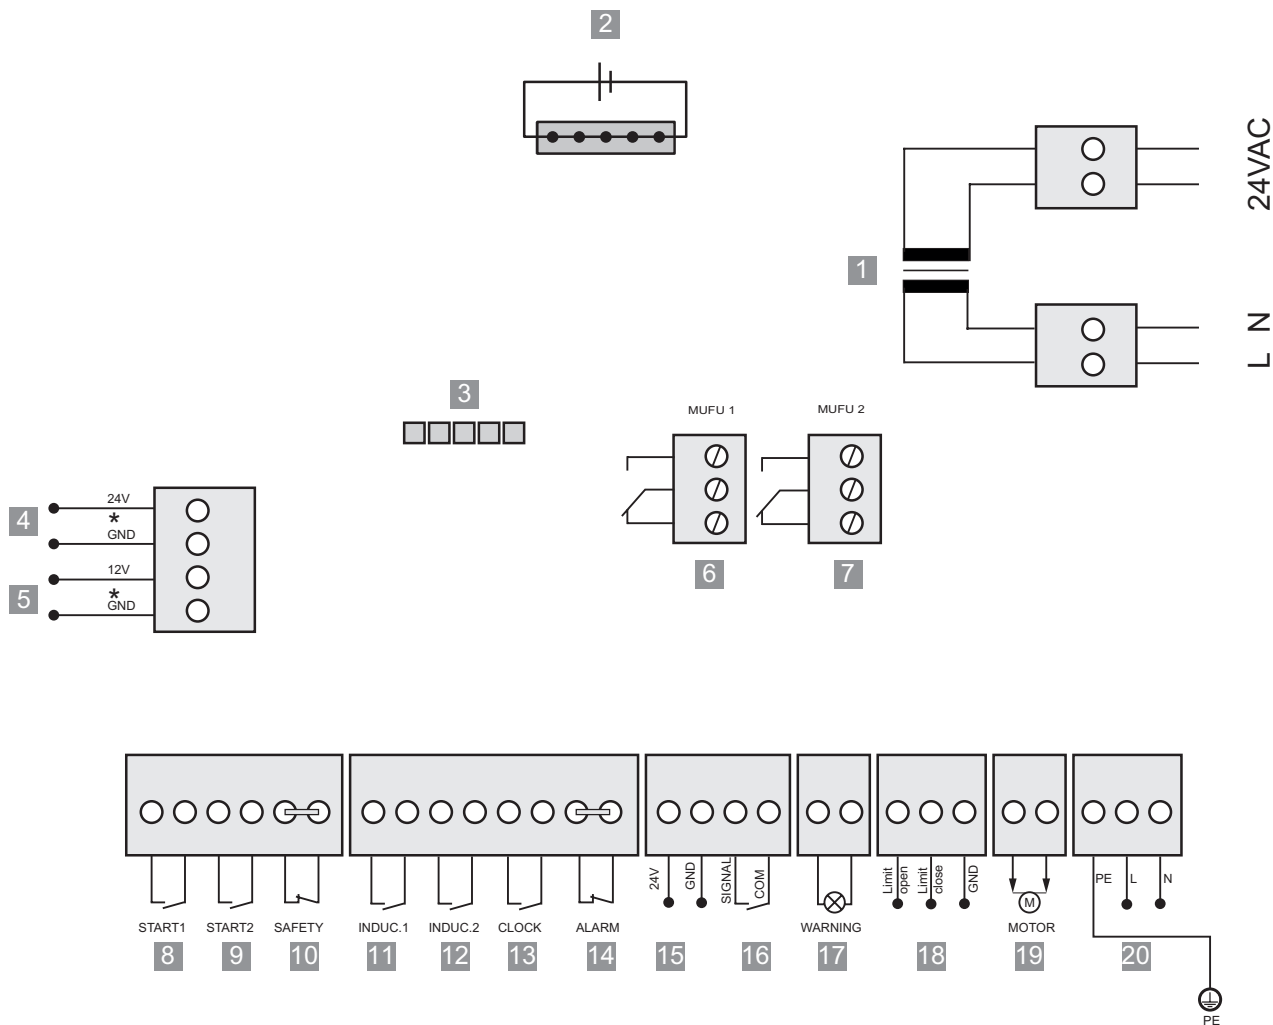 2
24VAC
1
L N
3
MUFU 1
MUFU 2
24V
4
*
GND
12V
5
*
GND
6
7
24V
GND
SIGNAL
COM
Limit
open
Limit
close
GND
PE
L
N
M
START1
START2
SAFETY
INDUC.1
INDUC.2
CLOCK
ALARM
WARNING
MOTOR
8
9
10
11
12
13
14
15
16
17
18
19
20
PE